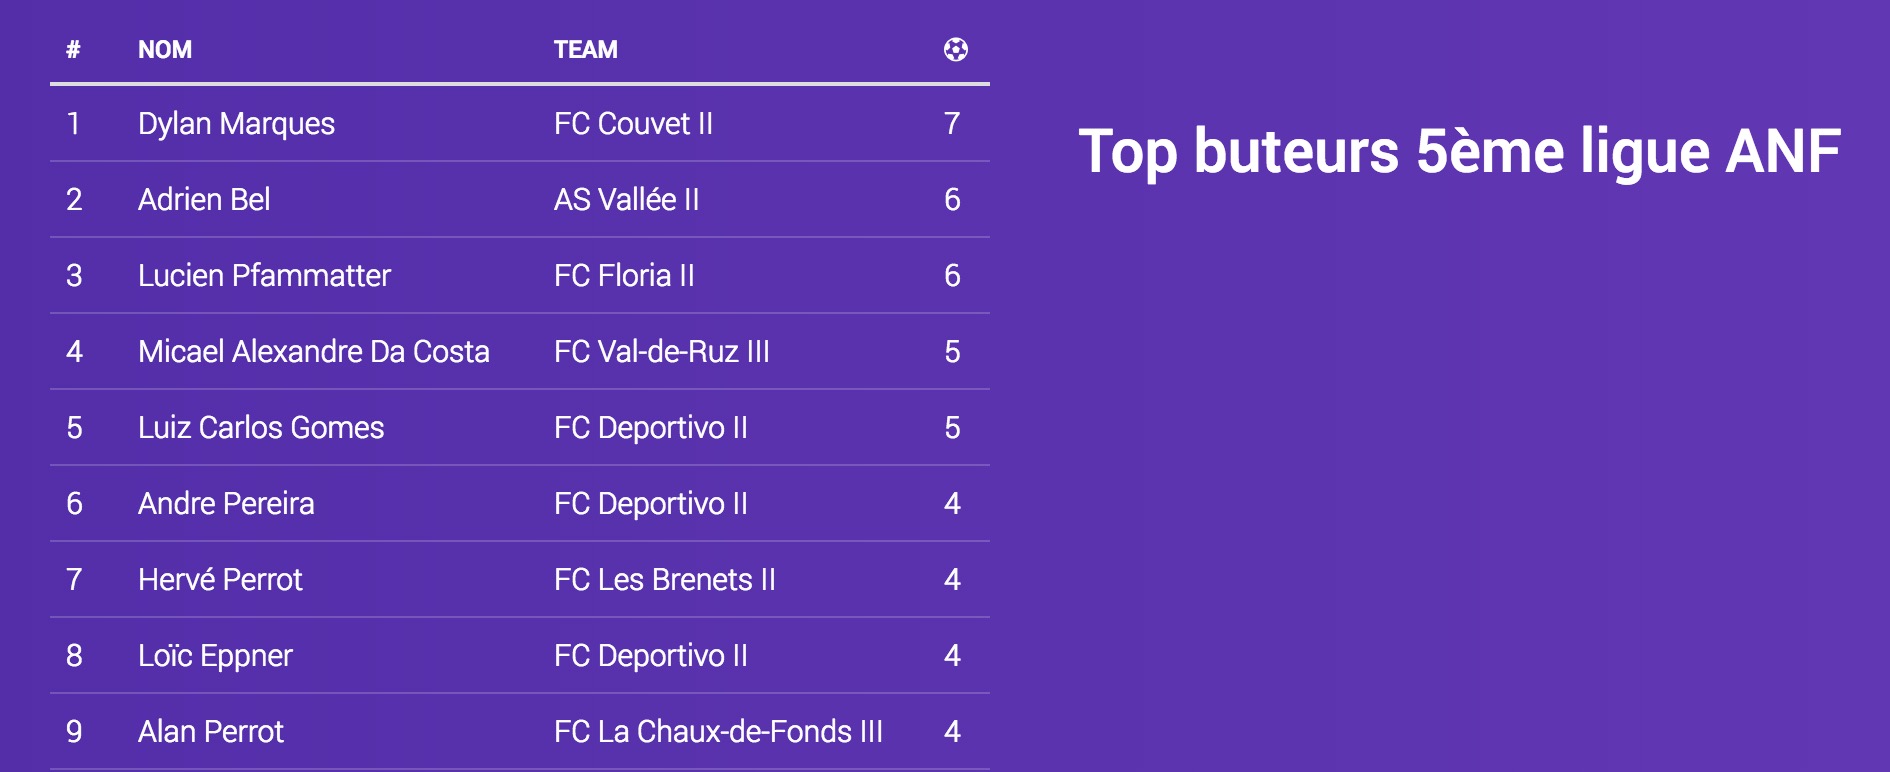 # NOM TEAM
1 Dylan Marques FC Couvet II 7
2 Adrien Bel AS Vallée II 6
3 Lucien Pfammatter FC Floria II 6
4 Micael Alexandre Da Costa FC Val-de-Ruz III 5
5 Luiz Carlos Gomes FC Deportivo II 5
6 Andre Pereira FC Deportivo II 4
7 Hervé Perrot FC Les Brenets II 4
8 Loïc Eppner FC Deportivo II 4
9 Alan Perrot FC La Chaux-de-Fonds III 4
Top buteurs 5ème ligue ANF